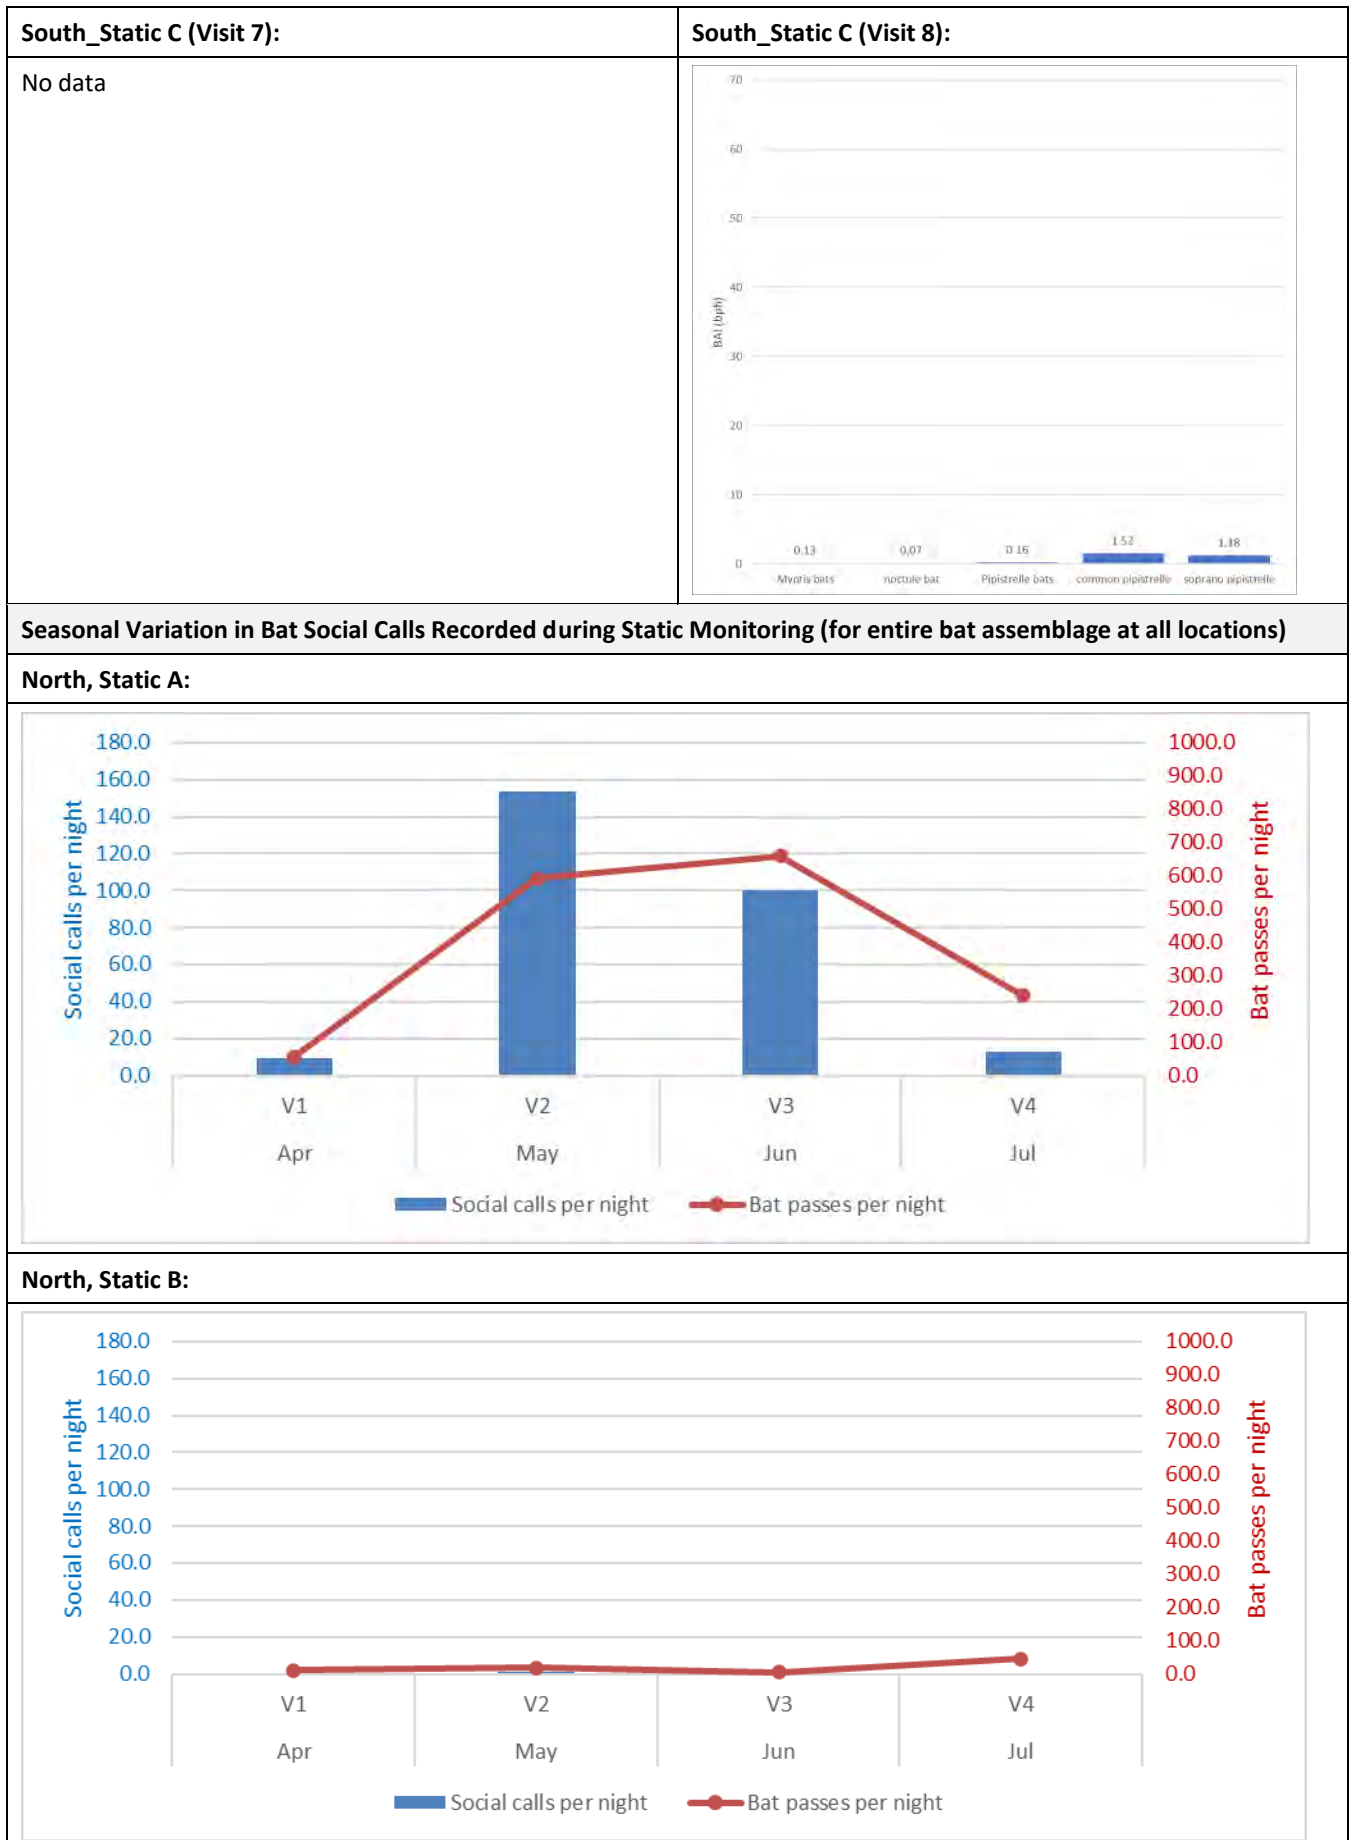 South_Static C (Visit 7):
South_Static C (Visit 8):
No data
70
60
50
40
30
20
10
0
BAI (bph)
0.13
0.07
0.16
1.52
1.18
Myotis bats
noctule bat
Pipistrelle bats
common pipistrelle
soprano pipistrelle
Seasonal Variation in Bat Social Calls Recorded during Static Monitoring (for entire bat assemblage at all locations)
North, Static A:
180.0
160.0
140.0
120.0
100.0
80.0
60.0
40.0
20.0
0.0
Social calls per night
1000.0
900.0
800.0
700.0
600.0
500.0
400.0
300.0
200.0
100.0
0.0
Bat passes per night
V1
V2
V3
V4
Apr
May
Jun
Jul
Social calls per night
Bat passes per night
North, Static B:
180.0
160.0
140.0
120.0
100.0
80.0
60.0
40.0
20.0
0.0
Social calls per night
1000.0
900.0
800.0
700.0
600.0
500.0
400.0
300.0
200.0
100.0
0.0
Bat passes per night
V1
V2
V3
V4
Apr
May
Jun
Jul
Social calls per night
Bat passes per night